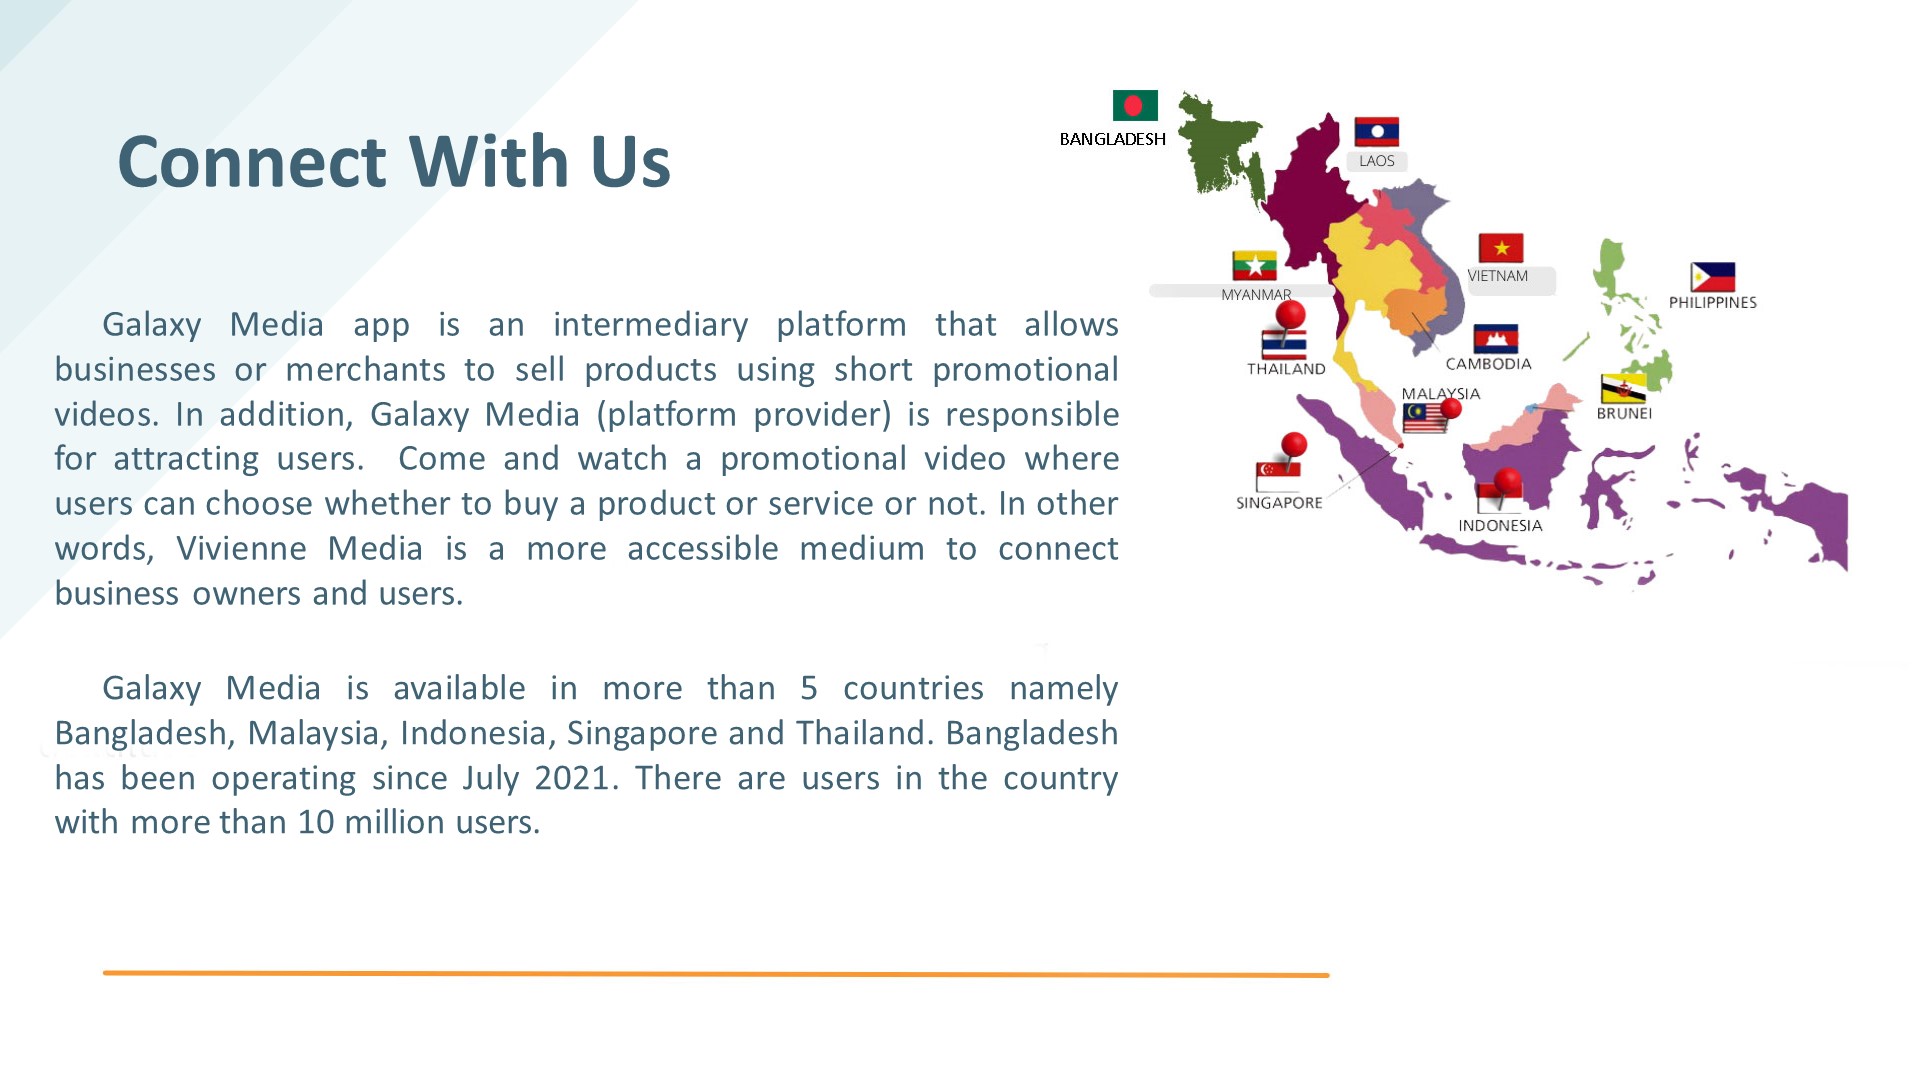 Connect With Us
Galaxy Media app is an intermediary platform that allows
businesses or merchants to sell products using short promotional
videos. In addition, Galaxy Media (platform provider) is responsible
for attracting users.  Come and watch a promotional video where
users can choose whether to buy a product or service or not. In other
words, Vivienne Media is a more accessible medium to connect
business owners and users.
Galaxy Media is available in more than 5 countries namely
Bangladesh, Malaysia, Indonesia, Singapore and Thailand. Bangladesh
has been operating since July 2021. There are users in the country
with more than 10 million users.
BANGLADESH
LAOS
VIETNAM
MYANMAR
PHILIPPINES
THAILAND
CAMBODIA
MALAYSIA
BRUNEI
SINGAPORE
INDONESIA